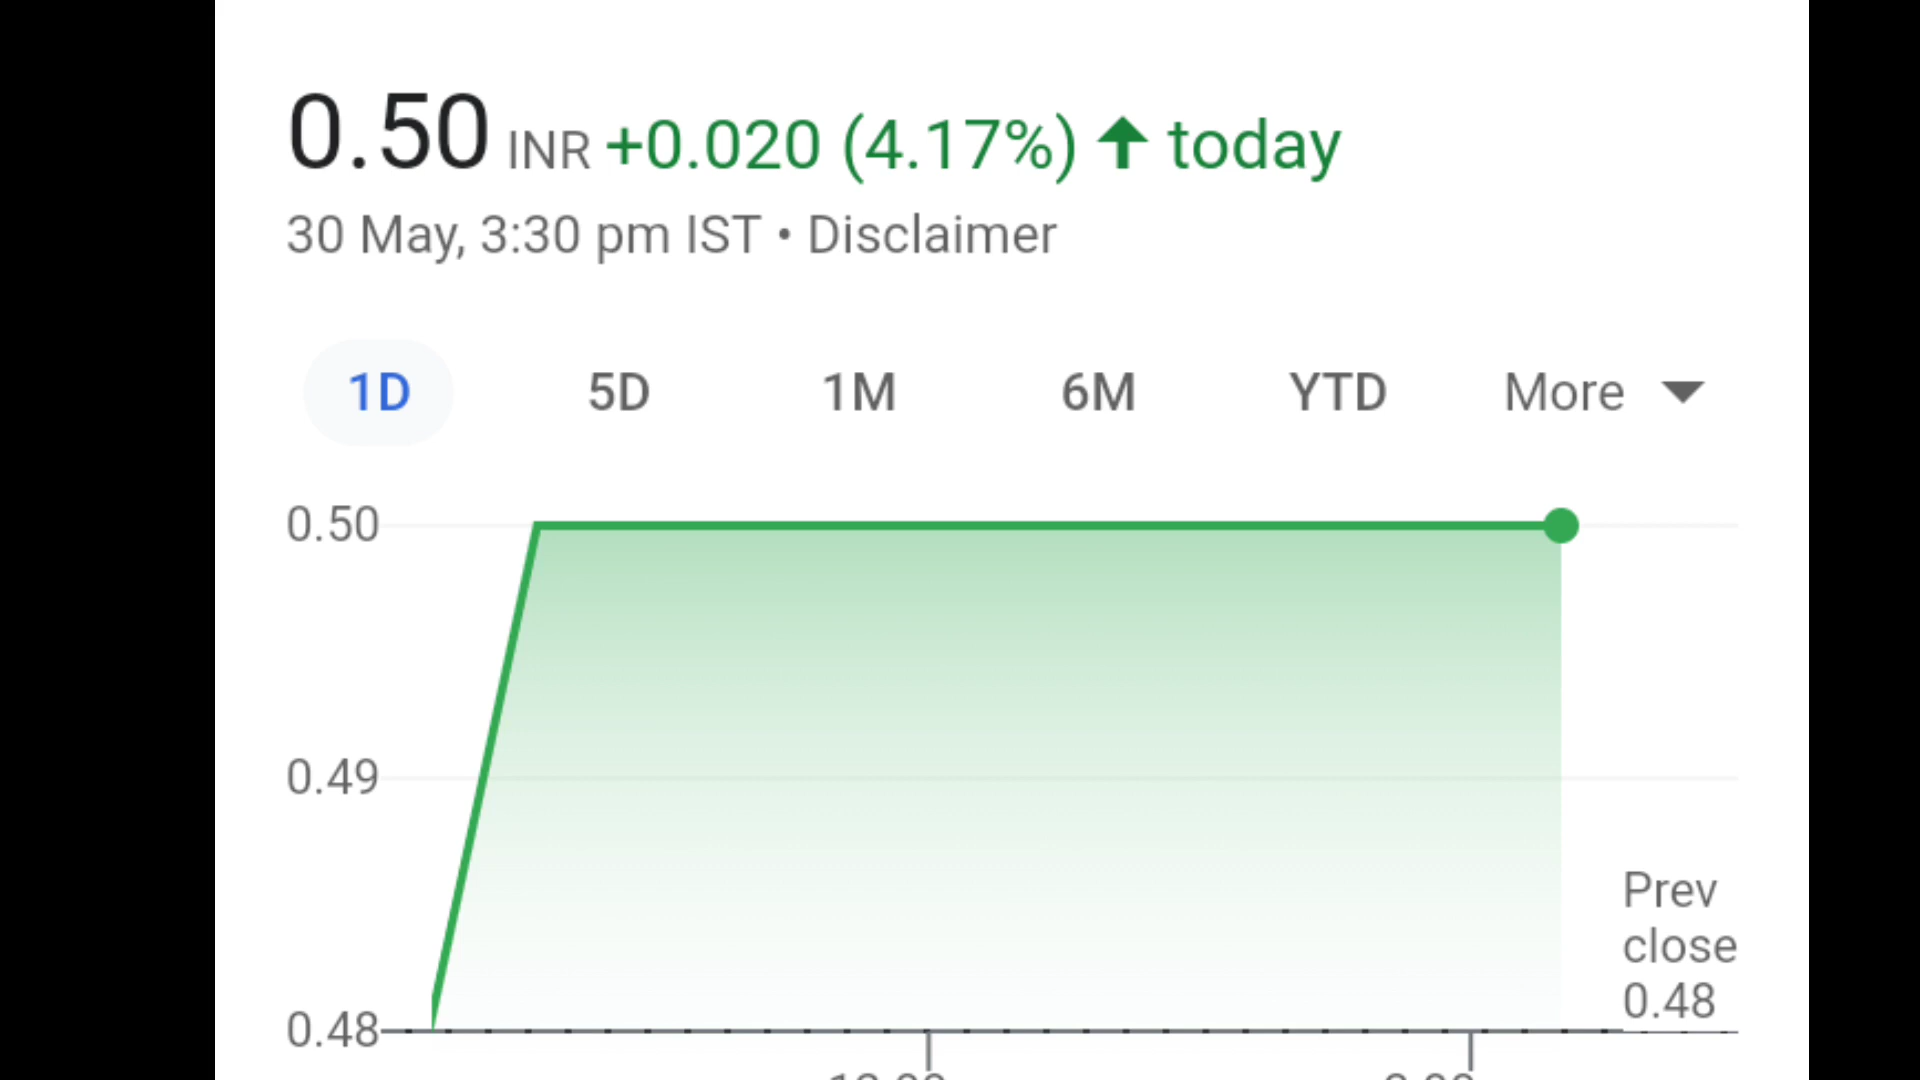 0.50 INR +0.020 (4.17%) ↑ today
30 May, 3:30 pm IST • Disclaimer
1D 5D 1M 6M YTD More
0.50
0.49
Prev
close
0.48
0.48